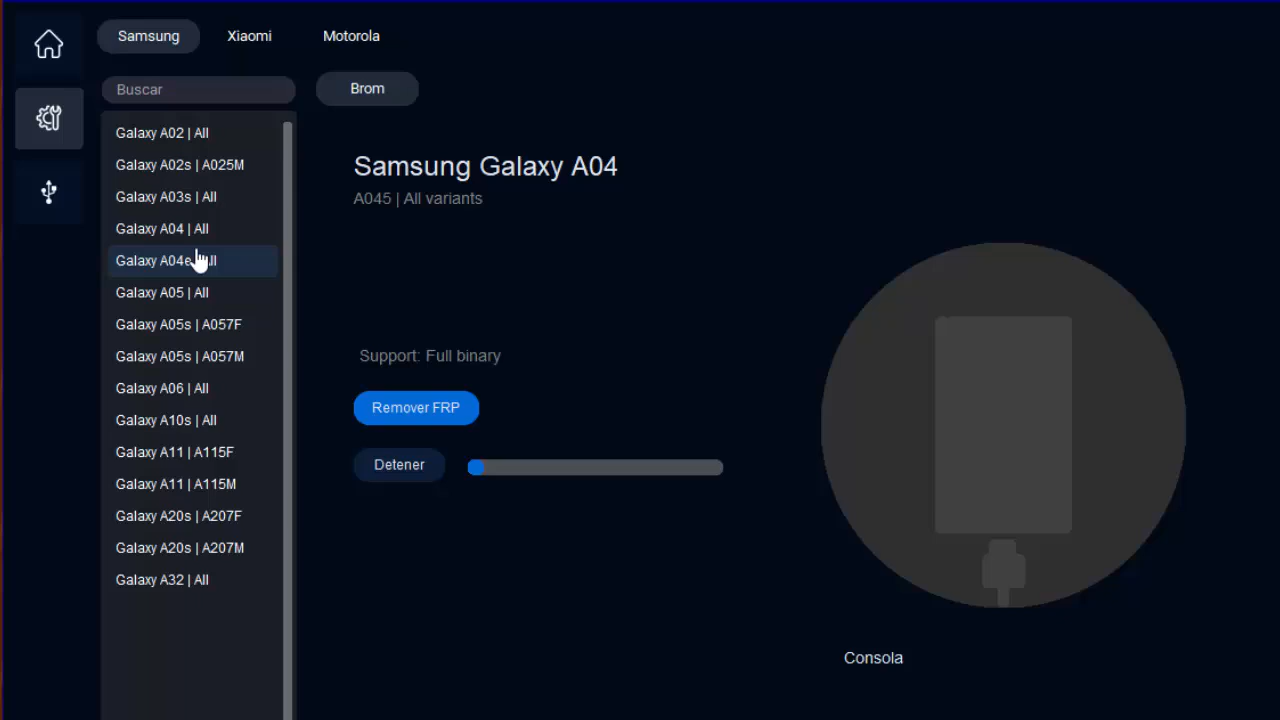 Samsung
Xiaomi
Motorola
Buscar
Brom
Galaxy A02 | All
Galaxy A02s | A025M
Galaxy A03s | All
Galaxy A04 | All
Galaxy A04e
Galaxy A05 | All
Galaxy A05s | A057F
Galaxy A05s | A057M
Galaxy A06 | All
Galaxy A10s | All
Galaxy A11 | A115F
Galaxy A11 | A115M
Galaxy A20s | A207F
Galaxy A20s | A207M
Galaxy A32 | All
Samsung Galaxy A04
A045 | All variants
Support: Full binary
Remover FRP
Detener
Consola